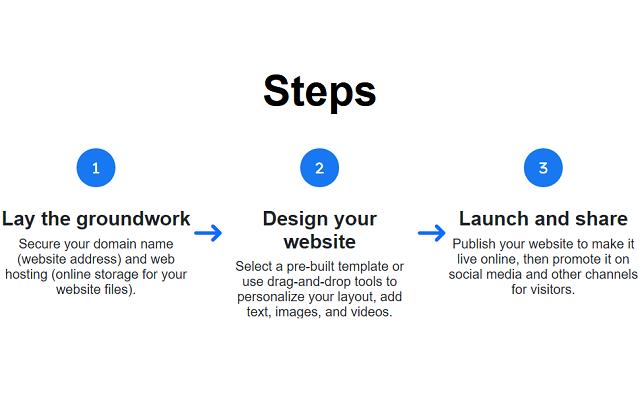 Steps
1
Lay the groundwork
Secure your domain name
(website address) and web
hosting (online storage for your
website files).
2
Design your
website
Select a pre-built template or
use drag-and-drop tools to
personalize your layout, add
text, images, and videos.
3
Launch and share
Publish your website to make it
live online, then promote it on
social media and other channels
for visitors.